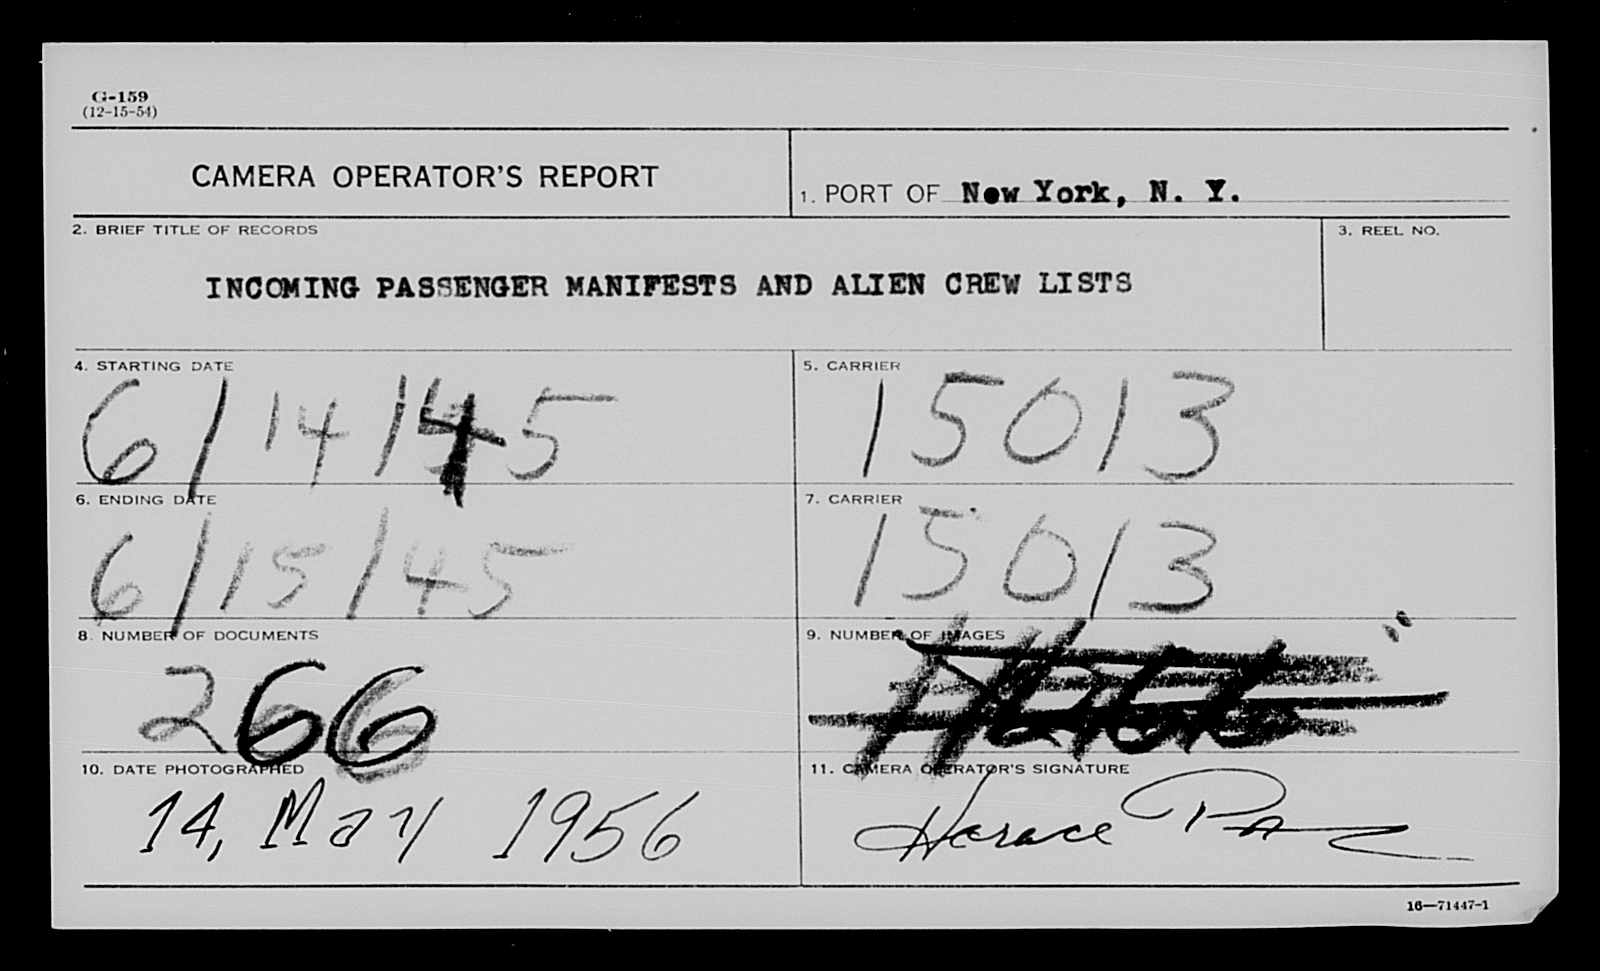 G-159
(12-15-54)
CAMERA OPERATOR'S REPORT
1. PORT OF New York, N. Y.
2. BRIEF TITLE OF RECORDS
3. REEL NO.
INCOMING PASSENGER MANIFESTS AND ALIEN CREW LISTS
4. STARTING DATE
5. CARRIER
6/14/45
15013
6. ENDING DATE
7. CARRIER
6/15/45
15013
8. NUMBER OF DOCUMENTS
9. NUMBER OF IMAGES
266
10. DATE PHOTOGRAPHED
11. CAMERA OPERATOR'S SIGNATURE
14, May 1956
Horace
16—71447-1